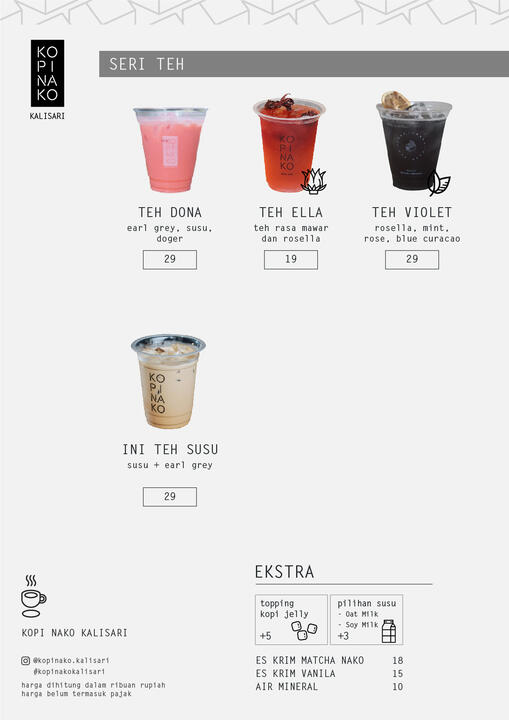 KO
PI
NA
KO
KALISARI
SERI TEH
KO
PI
NA
KO
TEH DONA
earl grey, susu,
doger
29
TEH ELLA
teh rasa mawar
dan rosella
19
TEH VIOLET
rosella, mint,
rose, blue curacao
29
KO
PI
NA
KO
INI TEH SUSU
susu + earl grey
29
EKSTRA
topping
kopi jelly
+5
pilihan susu
- Oat Milk
- Soy Milk
+3
ES KRIM MATCHA NAKO 18
ES KRIM VANILA 15
AIR MINERAL 10
KOPI NAKO KALISARI
@kopinako.kalisari
#kopinakokalisari
harga dihitung dalam ribuan rupiah
harga belum termasuk pajak